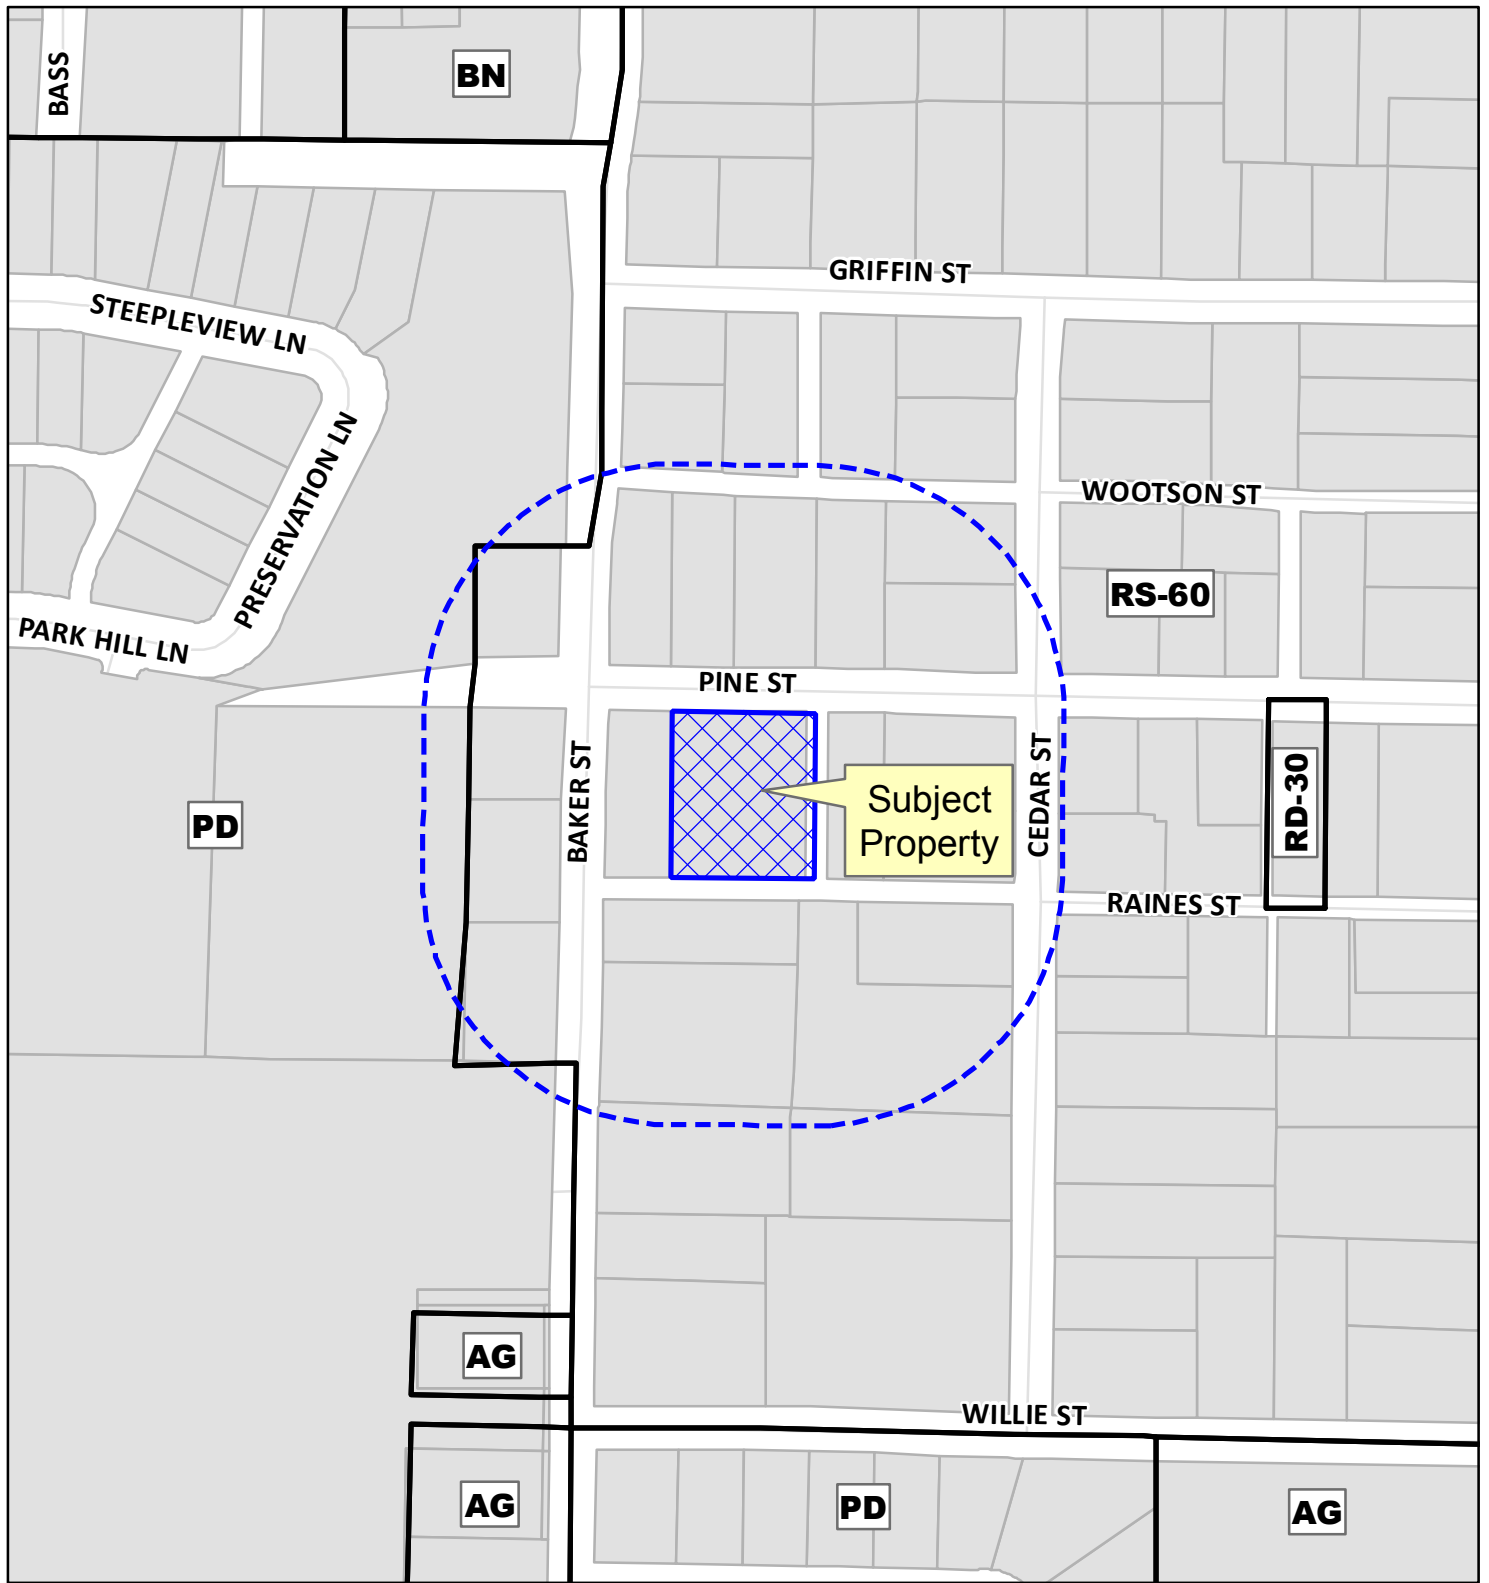 BASS
BN
GRIFFIN ST
STEEPLEVIEW LN
PRESERVATION LN
WOOTSON ST
RS-60
PARK HILL LN
PINE ST
BAKER ST
Subject
Property
CEDAR ST
RD-30
PD
RAINES ST
AG
WILLIE ST
AG
PD
AG